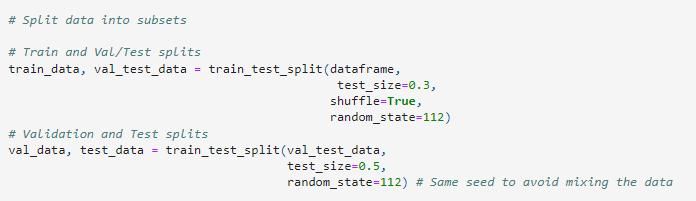 # Split data into subsets
# Train and Val/Test splits
train_data, val_test_data = train_test_split(dataframe,
test_size=0.3,
shuffle=True,
random_state=112)
# Validation and Test splits
val_data, test_data = train_test_split(val_test_data,
test_size=0.5,
random_state=112) # Same seed to avoid mixing the data